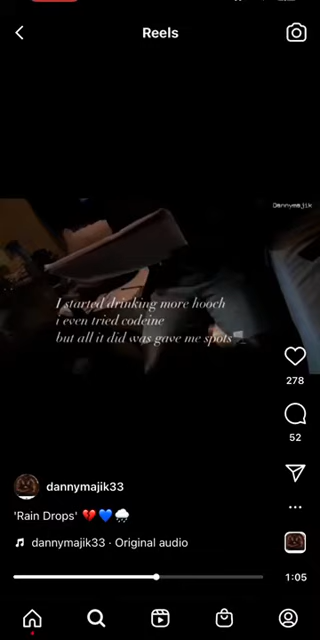 Reels
Dannymajik
I started drinking more hooch
i even tried codeine
but all it did was gave me spots
278
52
dannymajik33
'Rain Drops' 💔💙🌧
dannymajik33 · Original audio
1:05